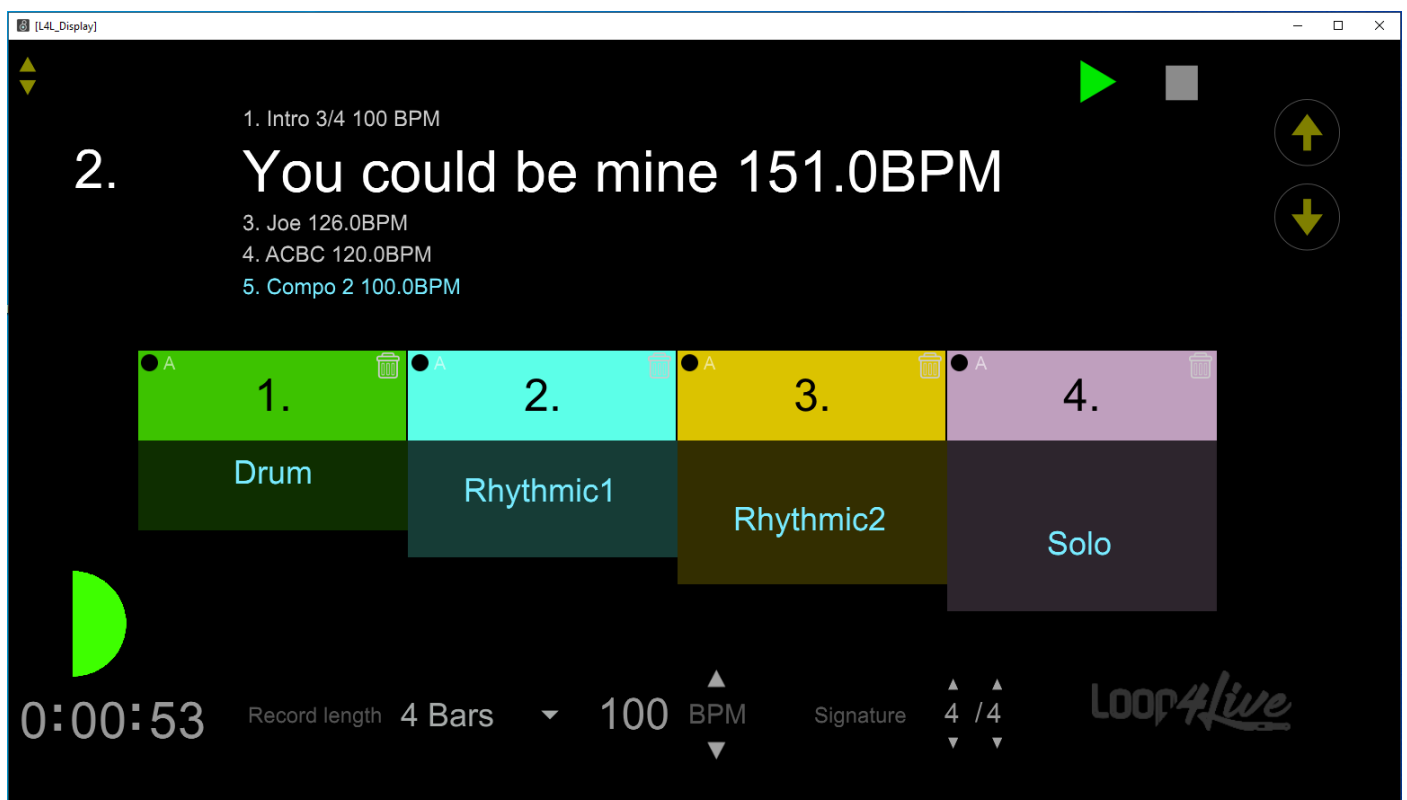 [L4L_Display]
1. Intro 3/4 100 BPM
2. You could be mine 151.0BPM
3. Joe 126.0BPM
4. ACBC 120.0BPM
5. Compo 2 100.0BPM
A A A A
1. 2. 3. 4.
Drum
Rhythmic1
Rhythmic2
Solo
0:00:53 Record length 4 Bars 100 BPM Signature 4 /4
Loop4Live